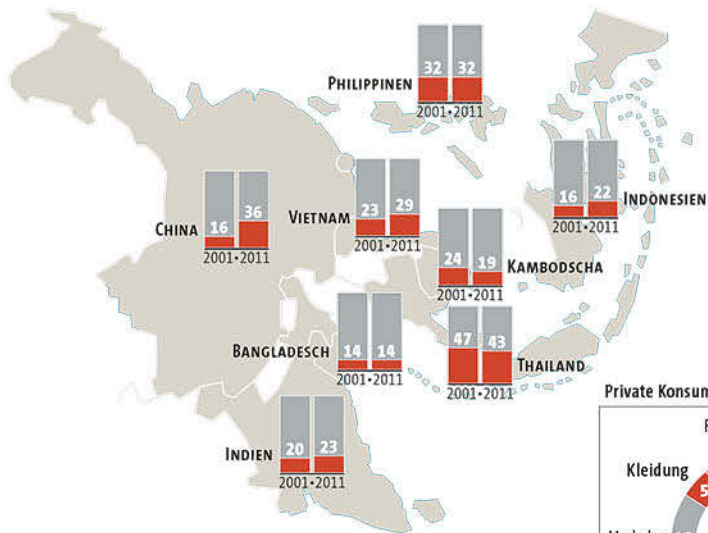 32 32
PHILIPPINEN
2001•2011
16 22
INDONESIEN
2001•2011
16 36
CHINA
2001•2011
23 29
VIETNAM
2001•2011
24 19
KAMBODSCHA
2001•2011
14 14
BANGLADESCH
2001•2011
47 43
THAILAND
2001•2011
20 23
INDIEN
2001•2011
Private Konsum
Kleidung
5